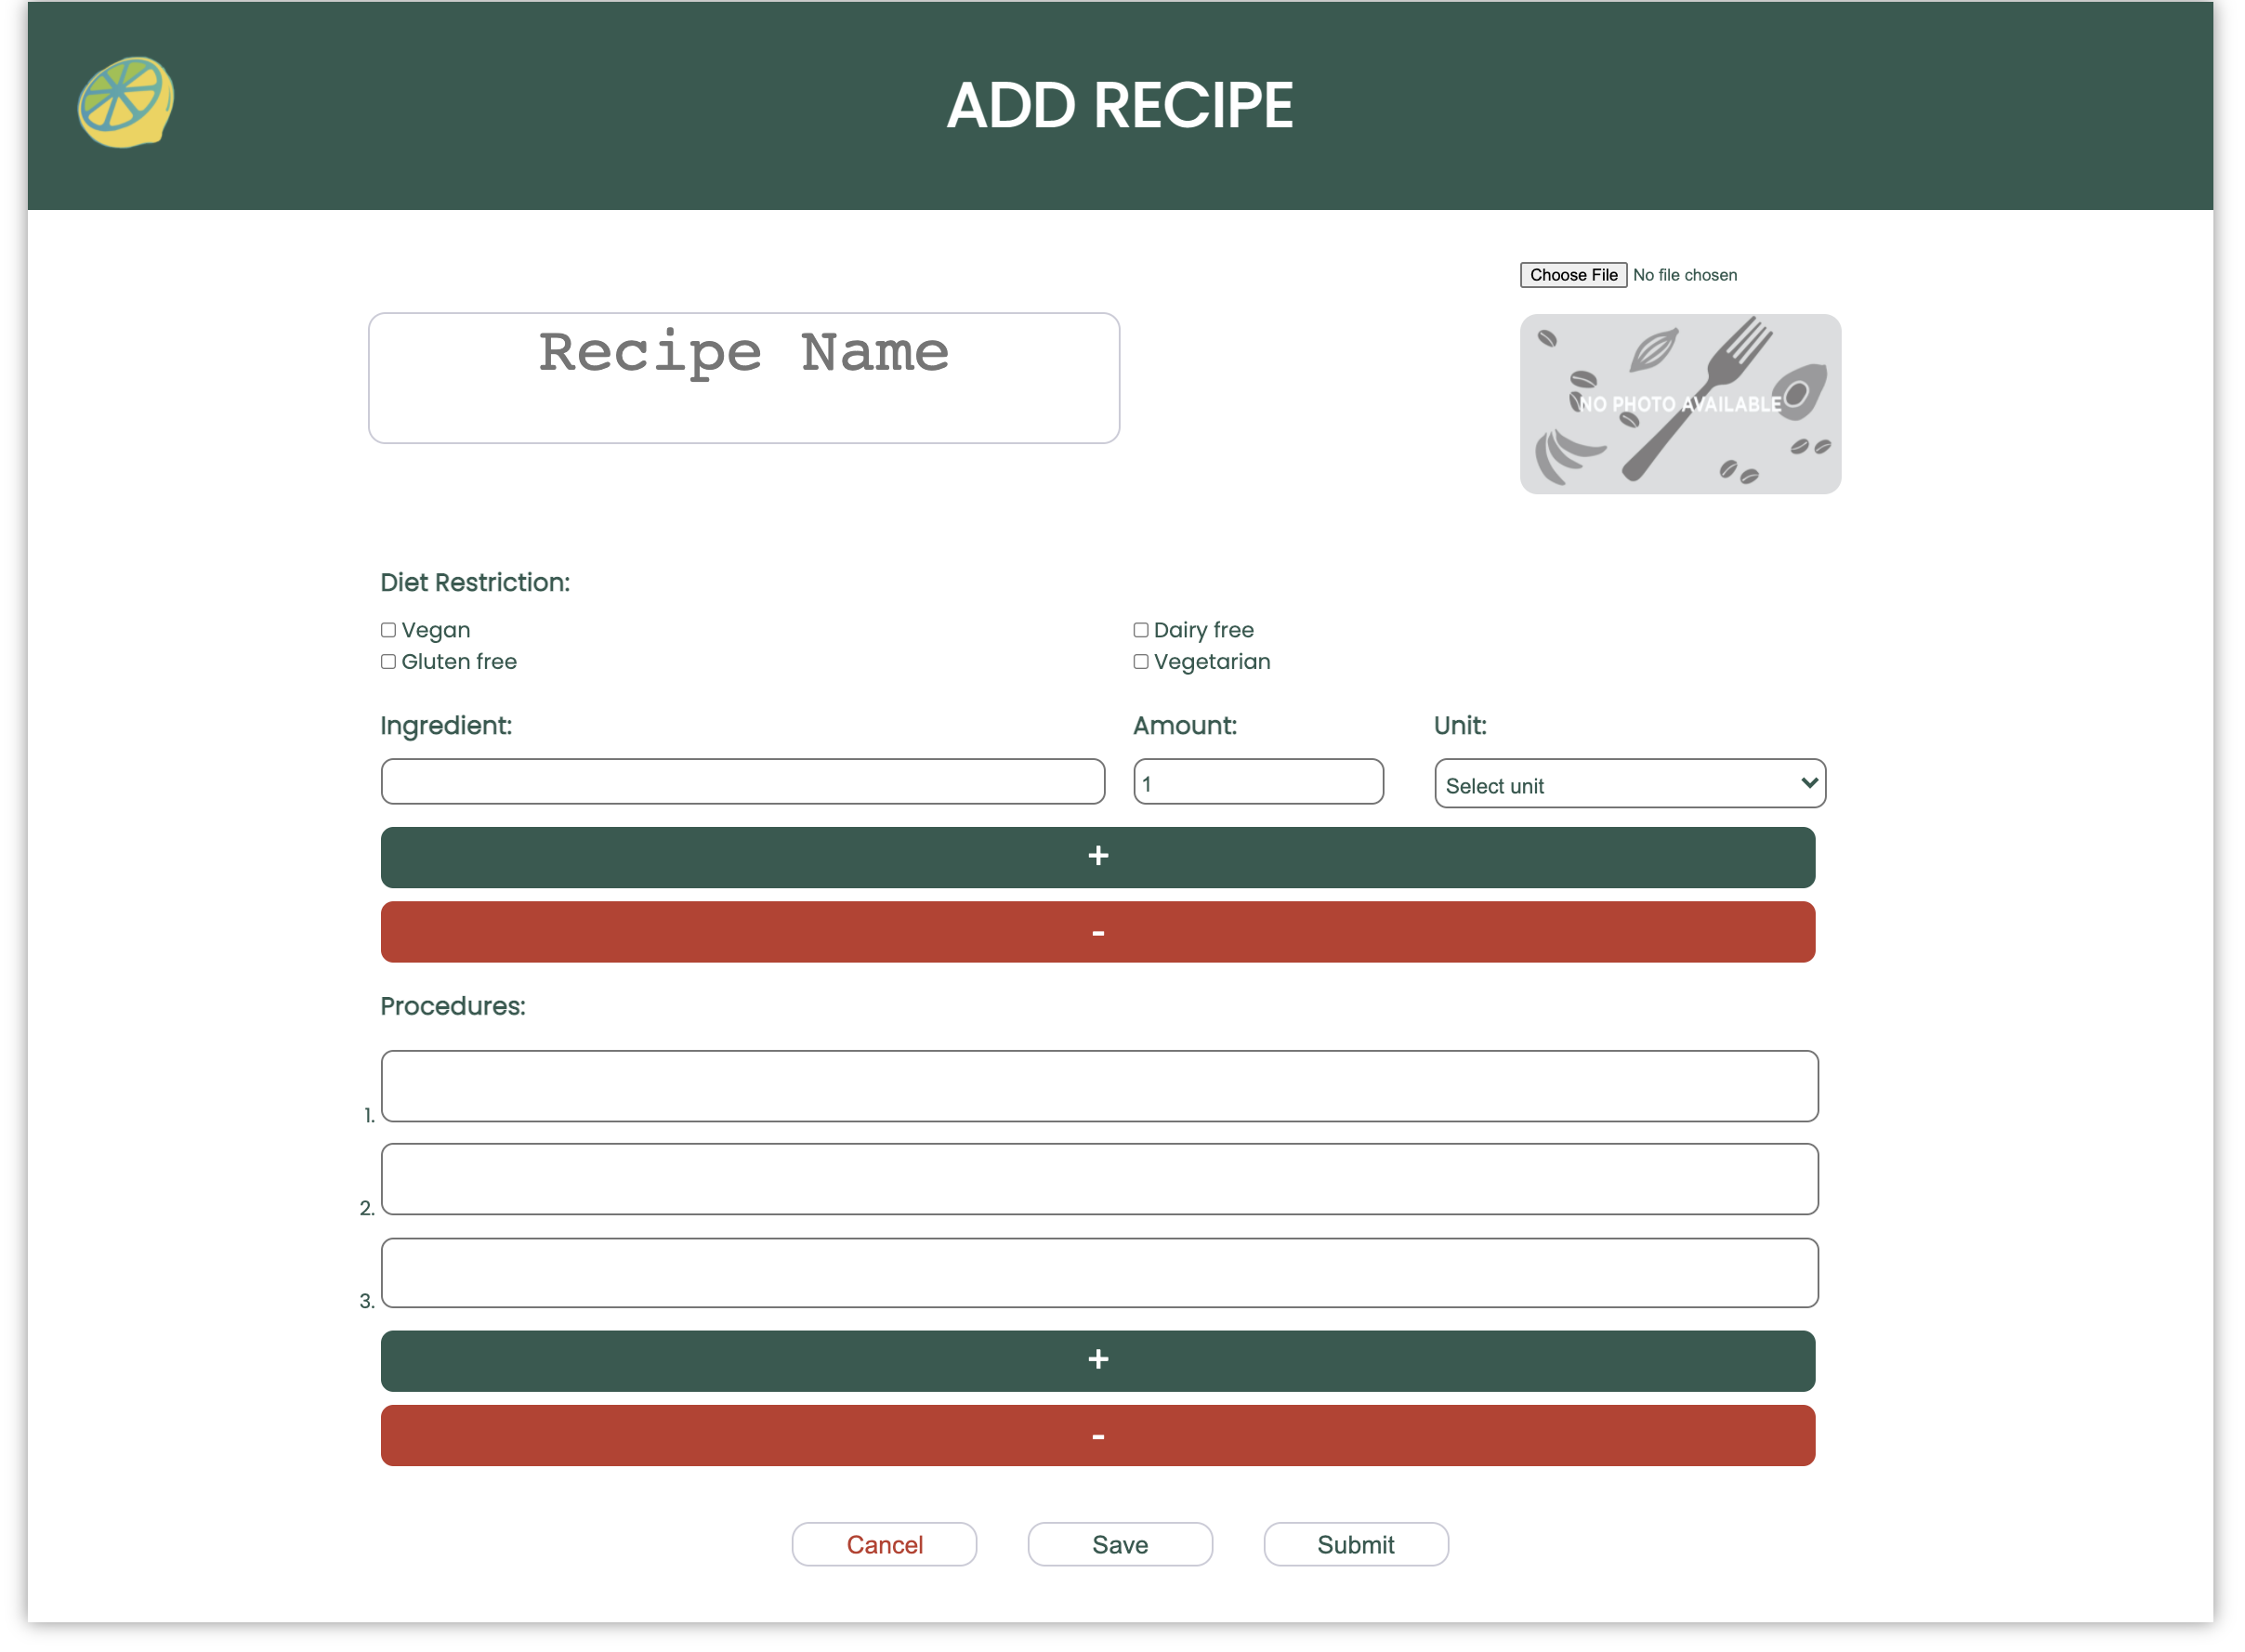 ADD RECIPE
Choose File No file chosen
Recipe Name
NO PHOTO AVAILABLE
Diet Restriction:
Vegan Dairy free
Gluten free Vegetarian
Ingredient: Amount: Unit:
1 Select unit
+
-
Procedures:
1.
2.
3.
+
-
Cancel Save Submit